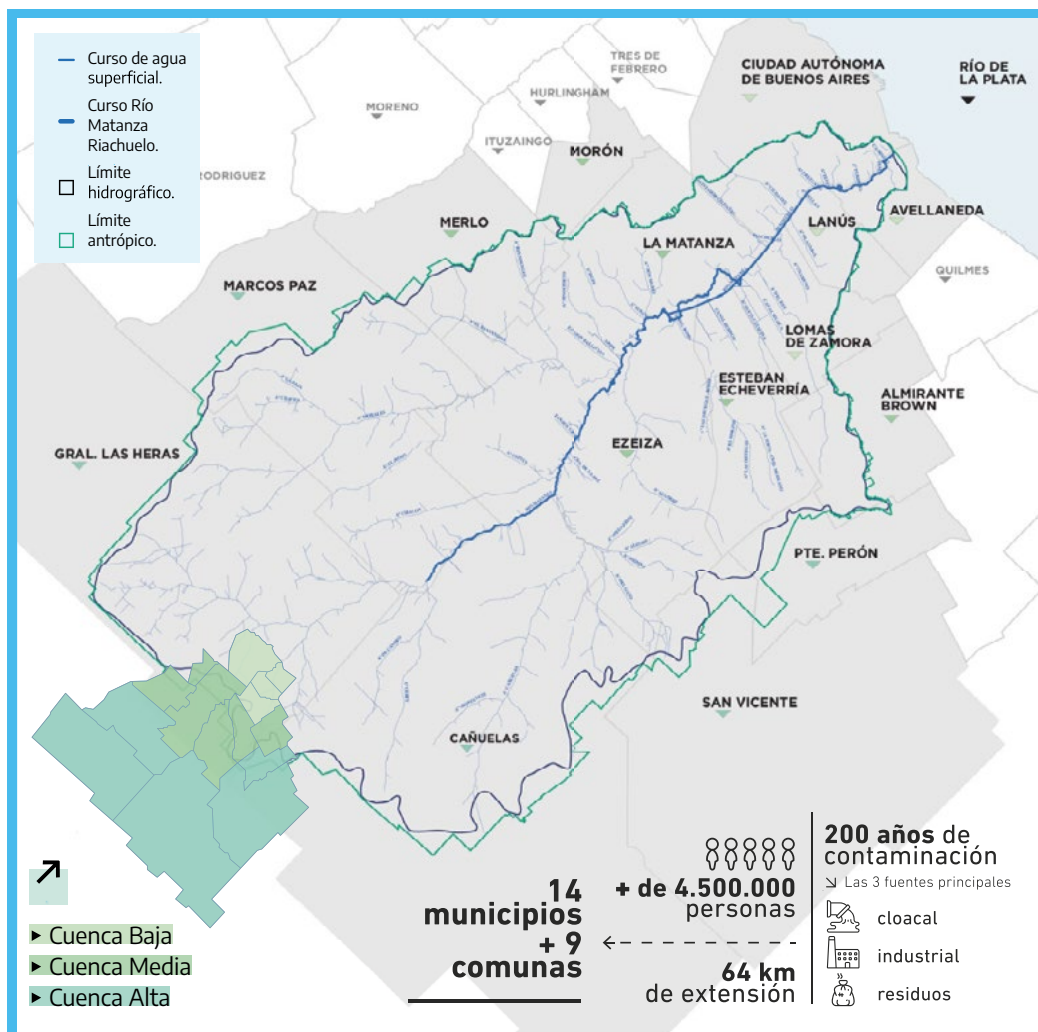 Curso de agua
superficial.
Curso Río
Matanza
Riachuelo.
Límite
hidrográfico.
Límite
antrópico.
TRES DE
FEBRERO
CIUDAD AUTÓNOMA
DE BUENOS AIRES
RÍO DE
LA PLATA
HURLINGHAM
MORENO
ITUZAINGO
MORÓN
RODRIGUEZ
MERLO
LA MATANZA
LANÚS
AVELLANEDA
QUILMES
MARCOS PAZ
LOMAS
DE ZAMORA
ESTEBAN
ECHEVERRÍA
ALMIRANTE
BROWN
GRAL. LAS HERAS
EZEIZA
PTE. PERÓN
SAN VICENTE
CAÑUELAS
Cuenca Baja
Cuenca Media
Cuenca Alta
14
municipios
+ 9
comunas
+ de 4.500.000
personas
64 km
de extensión
200 años de
contaminación
Las 3 fuentes principales
cloacal
industrial
residuos